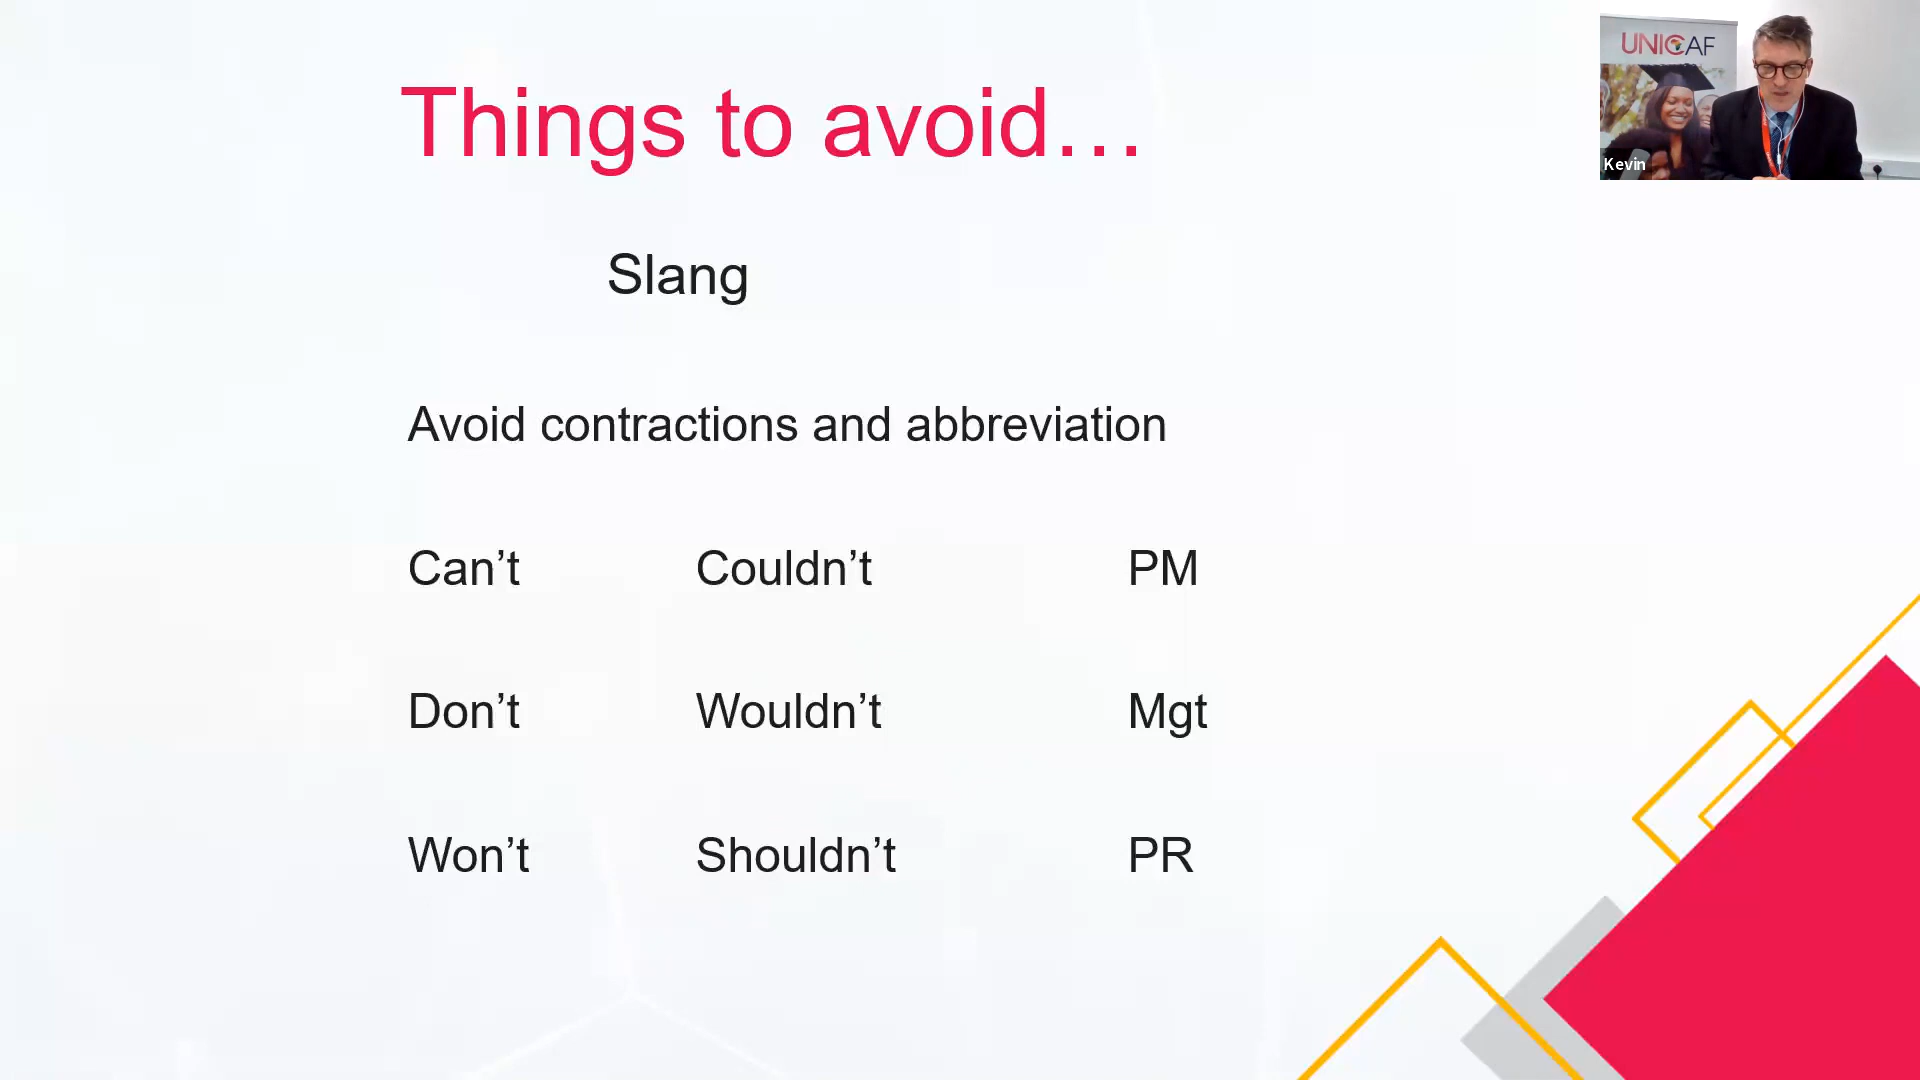 Things to avoid…
UNICAF
Kevin
Slang
Avoid contractions and abbreviation
Can’t Couldn’t PM
Don’t Wouldn’t Mgt
Won’t Shouldn’t PR